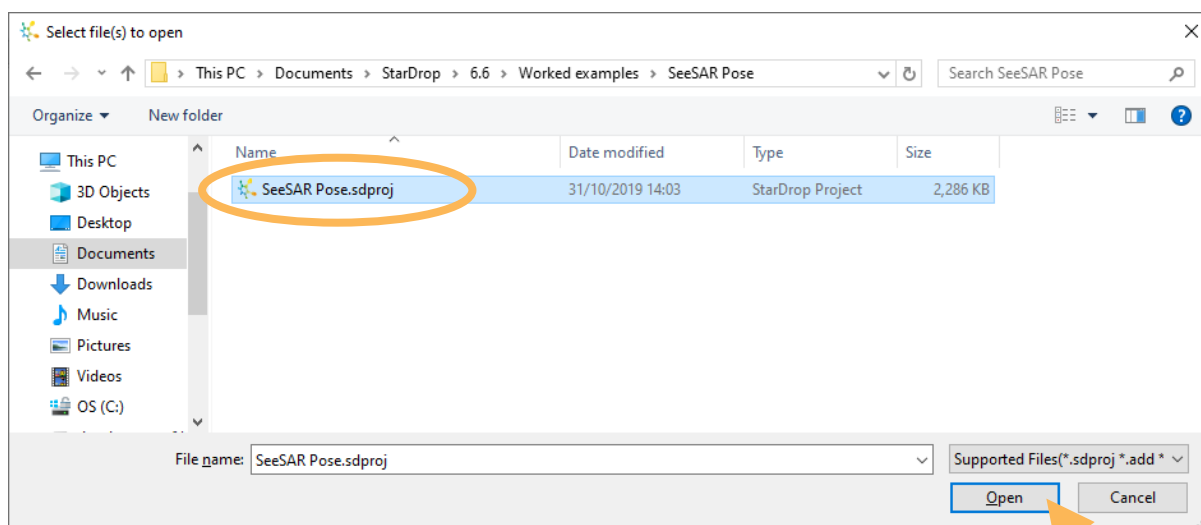 Select file(s) to open
This PC > Documents > StarDrop > 6.6 > Worked examples > SeeSAR Pose
Search SeeSAR Pose
Organize New folder
Name Date modified Type Size
SeeSAR Pose.sdproj 31/10/2019 14:03 StarDrop Project 2,286 KB
This PC
3D Objects
Desktop
Documents
Downloads
Music
Pictures
Videos
OS (C:)
File name: SeeSAR Pose.sdproj
Supported Files(*.sdproj *.add *
Open Cancel